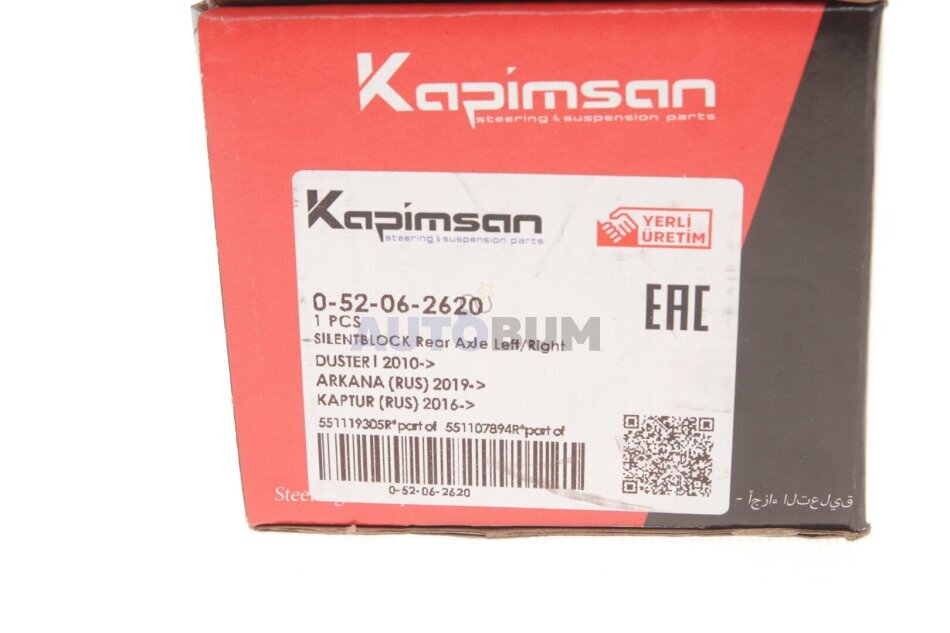 Kapimsan
steering & suspension parts
Kapimsan
steering & suspension parts
YERLİ
ÜRETİM
0-52-06-2620
1 PCS
EAC
AUTOBUM
SILENTBLOCK Rear Axle Left/Right
DUSTER I 2010->
ARKANA (RUS) 2019->
KAPTUR (RUS) 2016->
551119305R*part of 551107894R*part of
0-52-06-2620
- أجزاء التعليق